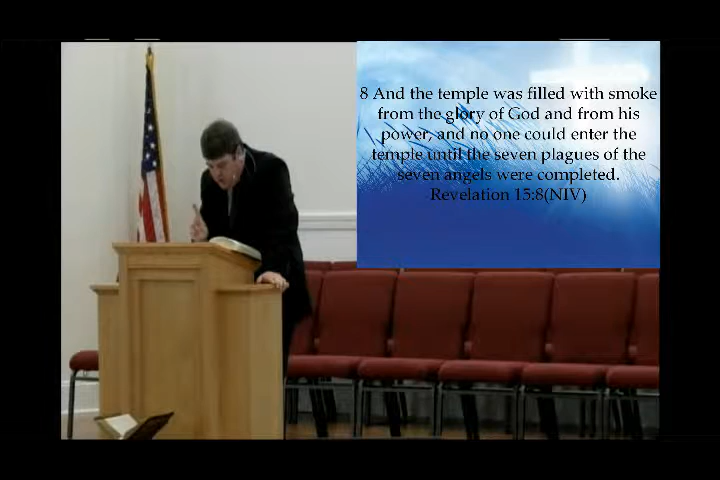 8 And the temple was filled with smoke
from the glory of God and from his
power, and no one could enter the
temple until the seven plagues of the
seven angels were completed.
-Revelation 15:8(NIV)